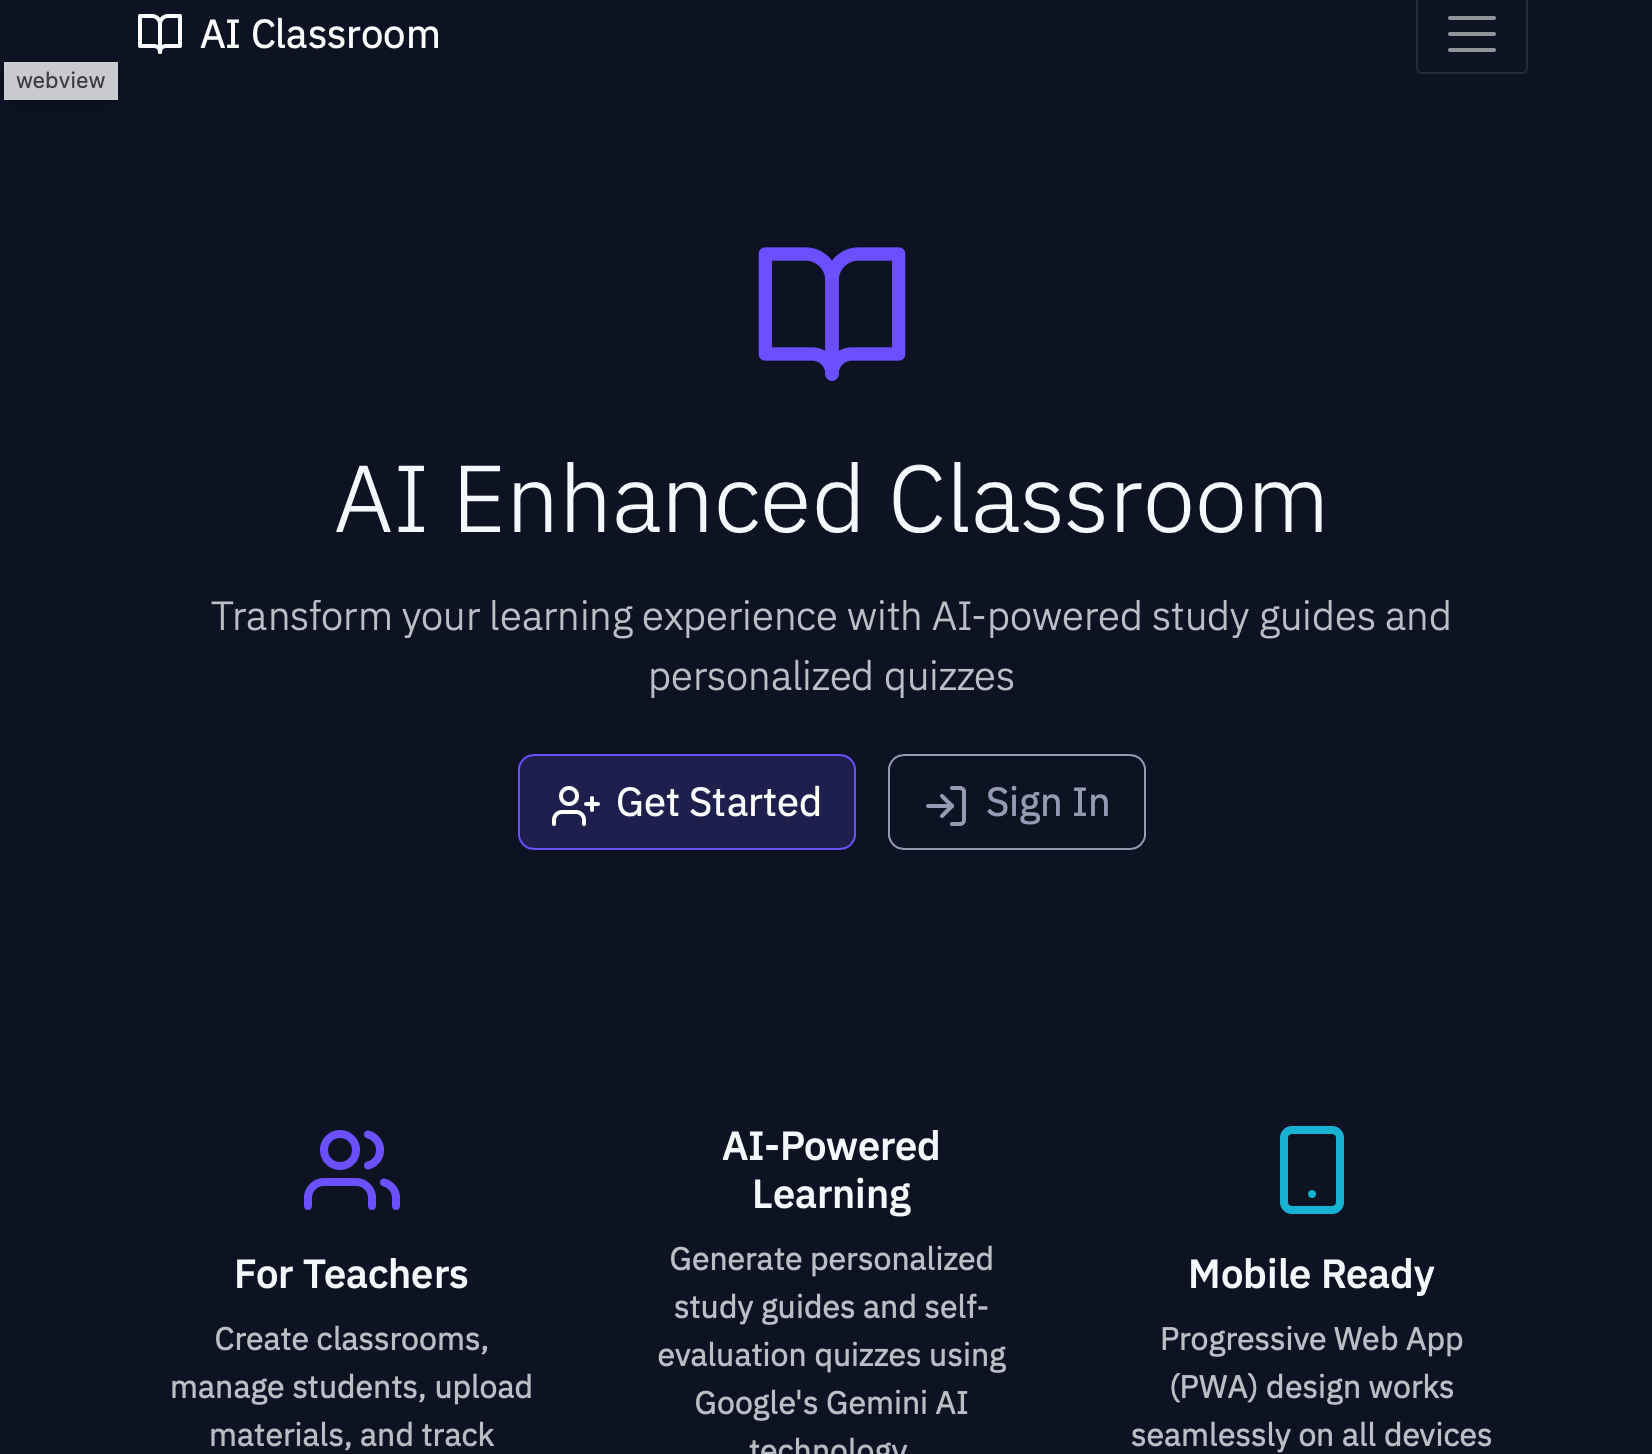 AI Classroom
webview
AI Enhanced Classroom
Transform your learning experience with AI-powered study guides and
personalized quizzes
Get Started
Sign In
For Teachers
Create classrooms,
manage students, upload
materials, and track
AI-Powered
Learning
Generate personalized
study guides and self-
evaluation quizzes using
Google's Gemini AI
technology
Mobile Ready
Progressive Web App
(PWA) design works
seamlessly on all devices